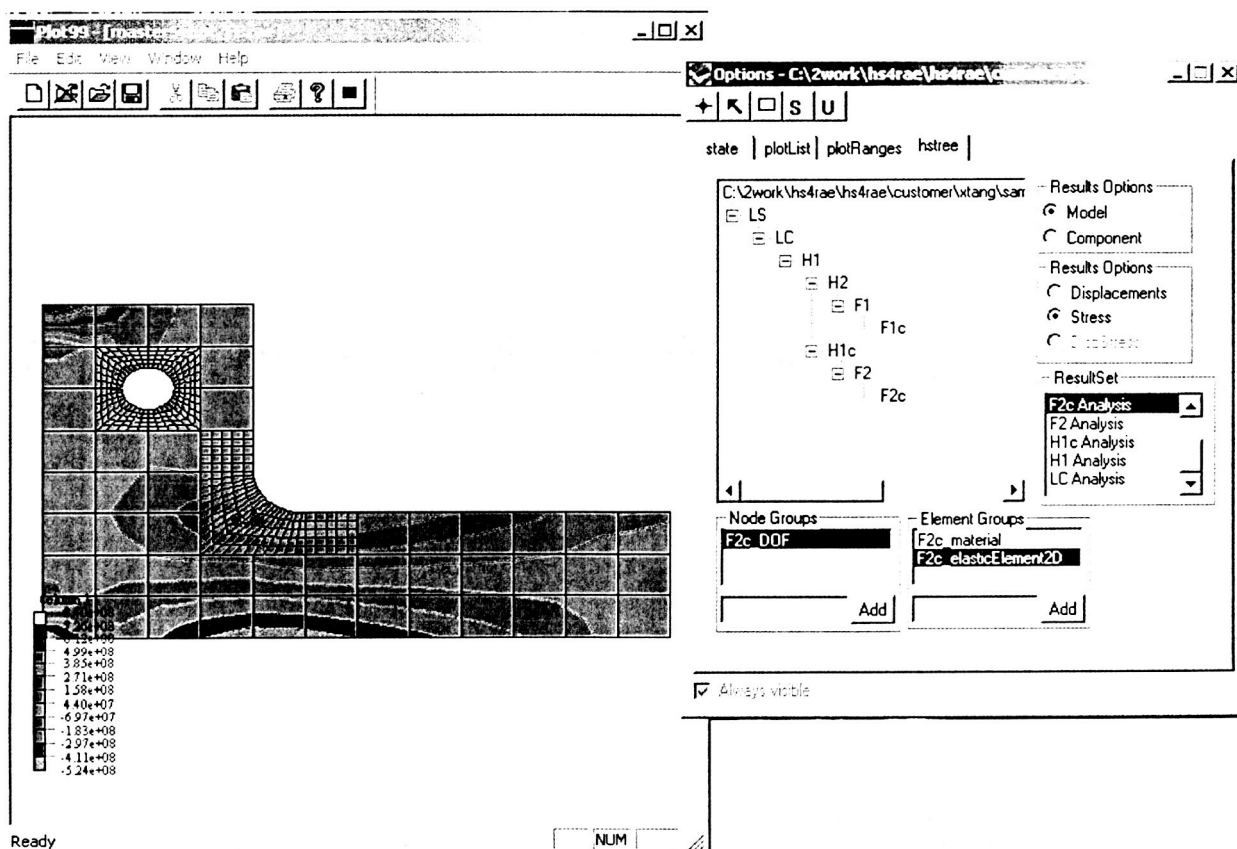 Plot99 - [master
File Edit View Window Help
Options - C:\2work\hs4rae\hs4rae\c
S U
state plotList plotRanges hstree
C:\2work\hs4rae\hs4rae\customer\xtang\sam
LS
LC
H1
H2
F1
F1c
H1c
F2
F2c
Results Options
Model
Component
Results Options
Displacements
Stress
ResultSet
F2c Analysis
F2 Analysis
H1c Analysis
H1 Analysis
LC Analysis
Node Groups
F2c_DOF
Add
Element Groups
F2c_material
F2c_elasticElement2D
Add
Always visible
4.99e+08
3.85e+08
2.71e+08
1.58e+08
4.40e+07
-6.97e+07
-1.83e+08
-2.97e+08
-4.11e+08
-5.24e+08
Ready
NUM